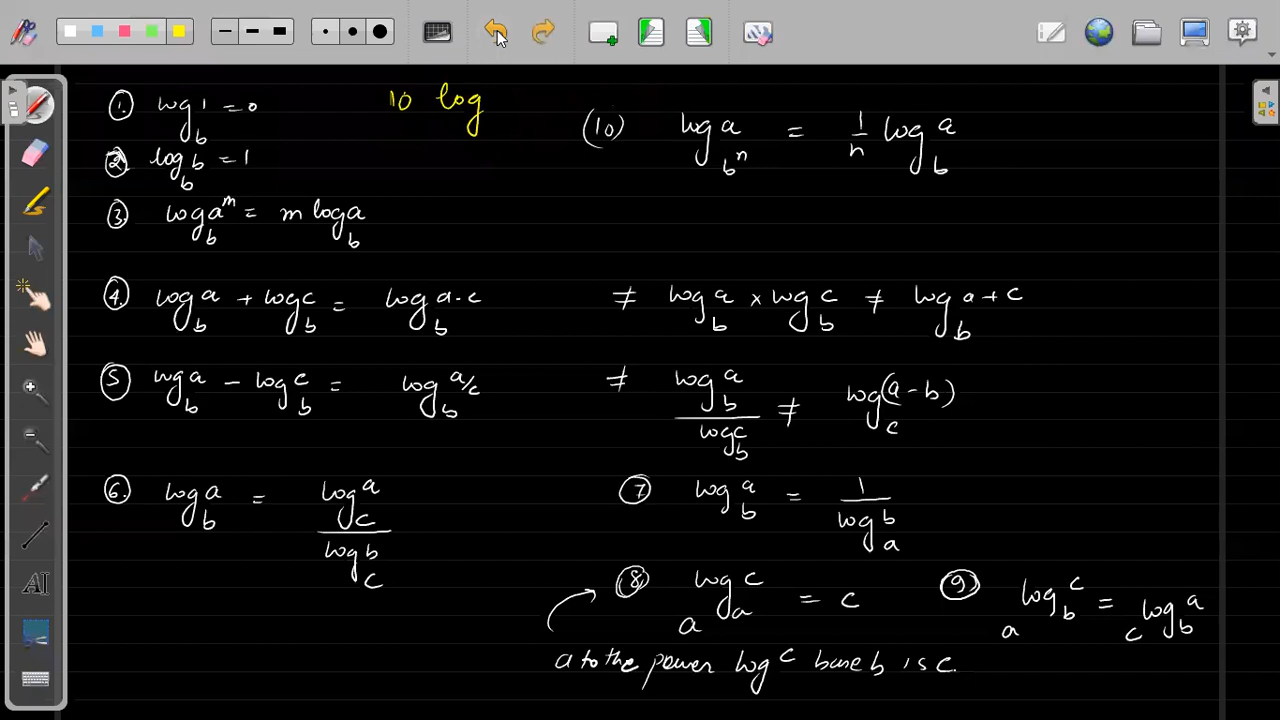 ① log_b 1 = 0
10 log
(10) log_{b^n} a = 1/n log_b a
② log_b b = 1
③ log_b a^m = m log_b a
④ log_b a + log_b c = log_b a·c ≠ log_b a × log_b c ≠ log_b a + c
⑤ log_b a − log_b c = log_b a/c ≠ log_b a / log_b c ≠ log_c (a − b)
⑥ log_b a = log_c a / log_c b
⑦ log_b a = 1 / log_a b
⑧ a^{log_a c} = c
⑨ a^{log_b c} = c^{log_b a}
a to the power log c base b is c.